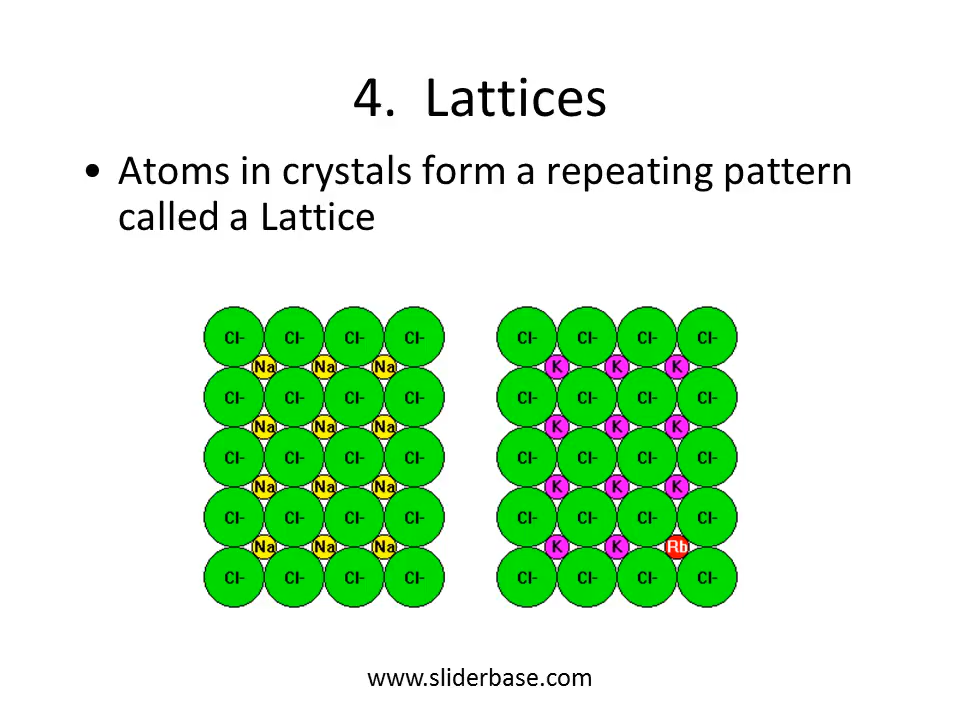 4. Lattices
• Atoms in crystals form a repeating pattern
called a Lattice
Cl- Cl- Cl- Cl- Cl- Cl- Cl- Cl-
Na Na Na K K K
Cl- Cl- Cl- Cl- Cl- Cl- Cl- Cl-
Na Na Na K K K
Cl- Cl- Cl- Cl- Cl- Cl- Cl- Cl-
Na Na Na K K K
Cl- Cl- Cl- Cl- Cl- Cl- Cl- Cl-
Na Na Na K K Rb
Cl- Cl- Cl- Cl- Cl- Cl- Cl- Cl-
www.sliderbase.com